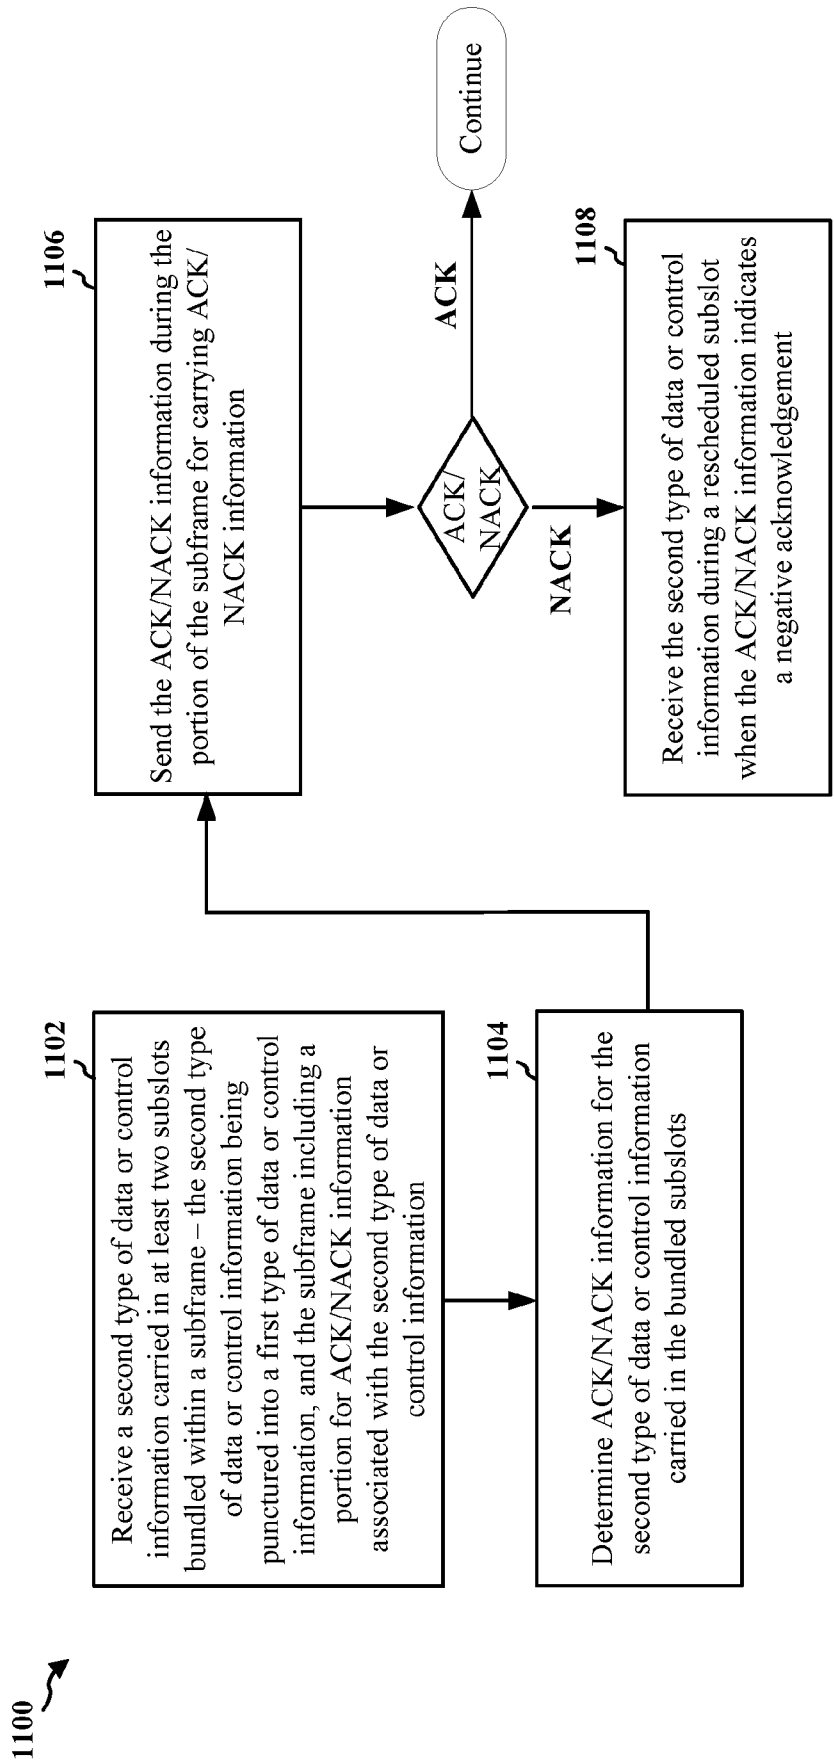 1100
1102
Receive a second type of data or control
information carried in at least two subslots
bundled within a subframe – the second type
of data or control information being
punctured into a first type of data or control
information, and the subframe including a
portion for ACK/NACK information
associated with the second type of data or
control information
1104
Determine ACK/NACK information for the
second type of data or control information
carried in the bundled subslots
1106
Send the ACK/NACK information during the
portion of the subframe for carrying ACK/
NACK information
ACK/
NACK
ACK
Continue
NACK
1108
Receive the second type of data or control
information during a rescheduled subslot
when the ACK/NACK information indicates
a negative acknowledgement